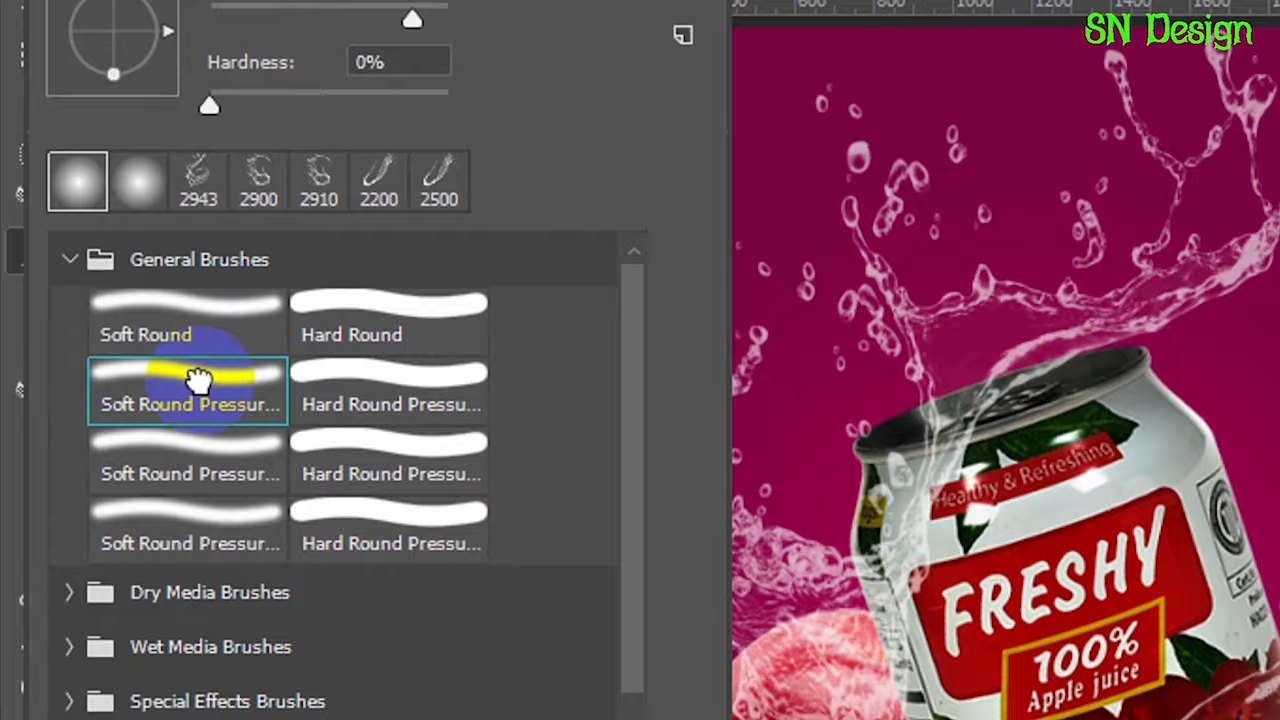 600
800
1000
1200
1400
1600
SN Design
Hardness:
0%
2943
2900
2910
2200
2500
General Brushes
Soft Round
Hard Round
Soft Round Pressur...
Hard Round Pressu...
Soft Round Pressur...
Hard Round Pressu...
Soft Round Pressur...
Hard Round Pressu...
Dry Media Brushes
Wet Media Brushes
Special Effects Brushes
Healthy & Refreshing
FRESHY
100%
Apple juice